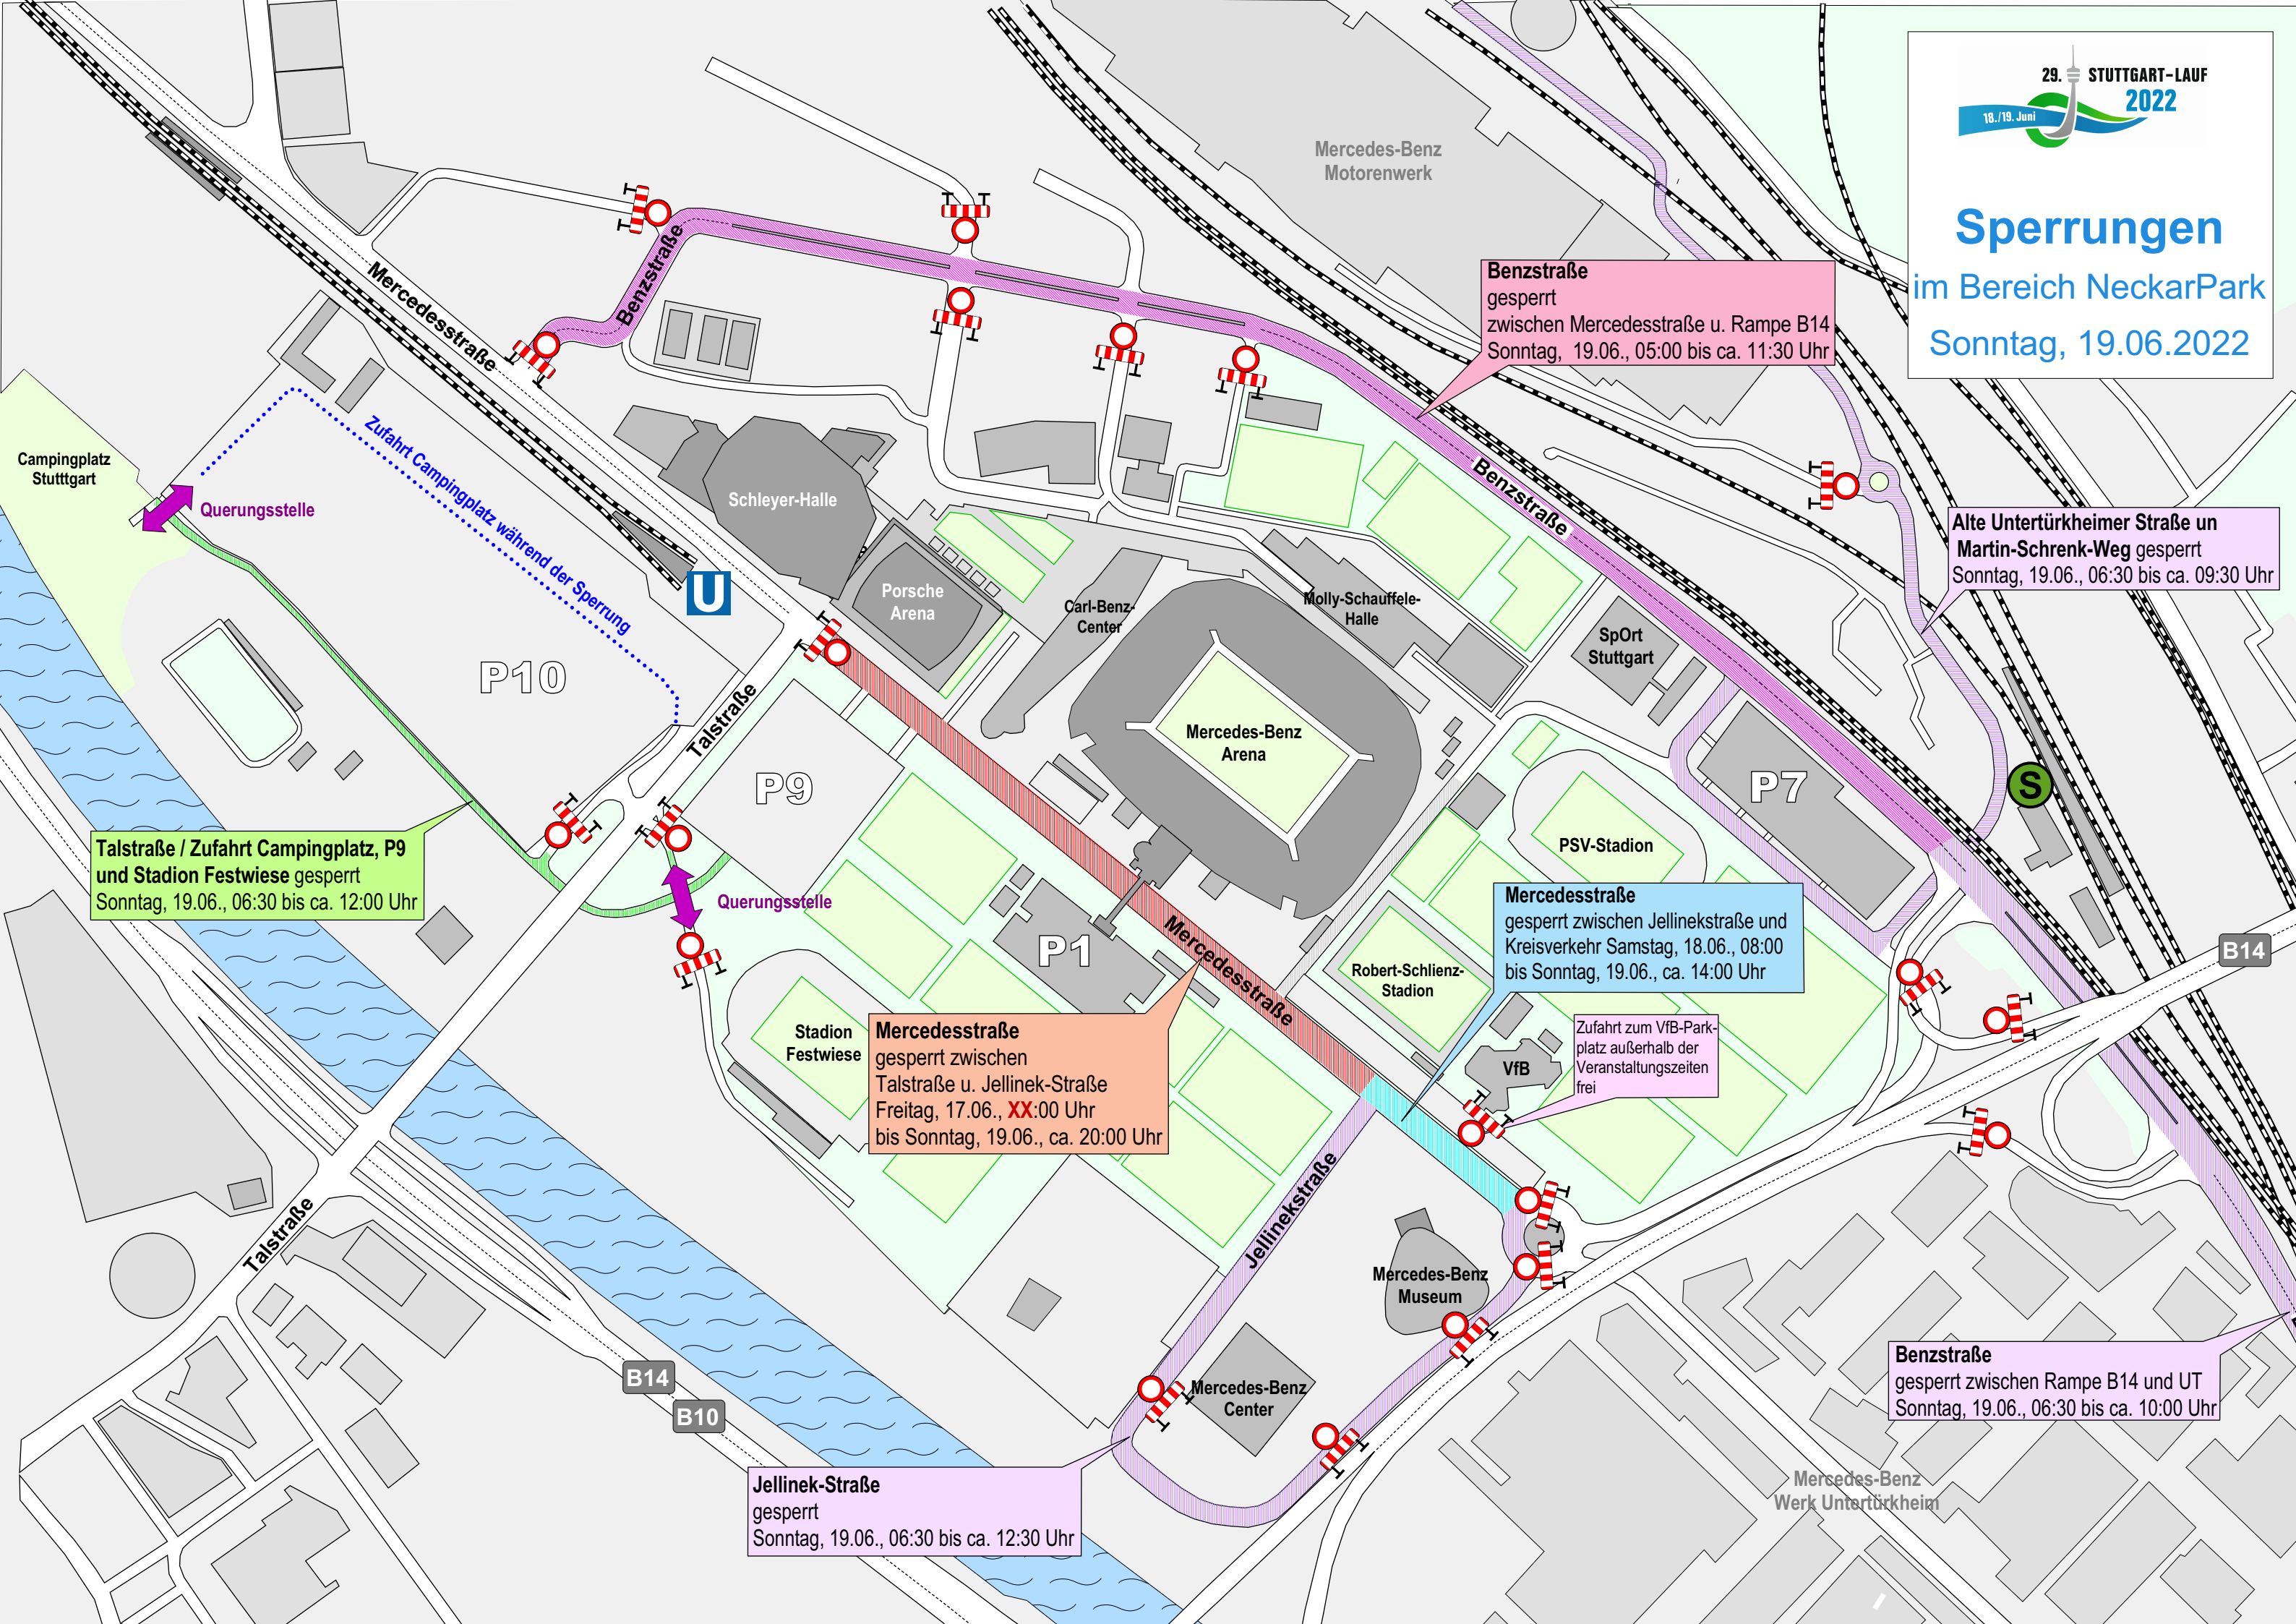 29. STUTTGART-LAUF
2022
18./19. Juni
Sperrungen
im Bereich NeckarPark
Sonntag, 19.06.2022
Mercedes-Benz
Motorenwerk
Benzstraße
gesperrt
zwischen Mercedesstraße u. Rampe B14
Sonntag, 19.06., 05:00 bis ca. 11:30 Uhr
Benzstraße
Mercedesstraße
Zufahrt Campingplatz während der Sperrung
Campingplatz
Stutttgart
Querungsstelle
Schleyer-Halle
Benzstraße
Alte Untertürkheimer Straße un
Martin-Schrenk-Weg gesperrt
Sonntag, 19.06., 06:30 bis ca. 09:30 Uhr
U
Porsche
Arena
Carl-Benz-
Center
Molly-Schauffele-
Halle
SpOrt
Stuttgart
P10
Talstraße
Mercedes-Benz
Arena
P9
P7
S
PSV-Stadion
Talstraße / Zufahrt Campingplatz, P9
und Stadion Festwiese gesperrt
Sonntag, 19.06., 06:30 bis ca. 12:00 Uhr
Querungsstelle
P1
Mercedesstraße
Mercedesstraße
gesperrt zwischen Jellinekstraße und
Kreisverkehr Samstag, 18.06., 08:00
bis Sonntag, 19.06., ca. 14:00 Uhr
B14
Robert-Schlienz-
Stadion
Stadion
Festwiese
Mercedesstraße
gesperrt zwischen
Talstraße u. Jellinek-Straße
Freitag, 17.06., XX:00 Uhr
bis Sonntag, 19.06., ca. 20:00 Uhr
VfB
Zufahrt zum VfB-Park-
platz außerhalb der
Veranstaltungszeiten
frei
Talstraße
Jellinekstraße
Mercedes-Benz
Museum
B14
B10
Mercedes-Benz
Center
Benzstraße
gesperrt zwischen Rampe B14 und UT
Sonntag, 19.06., 06:30 bis ca. 10:00 Uhr
Jellinek-Straße
gesperrt
Sonntag, 19.06., 06:30 bis ca. 12:30 Uhr
Mercedes-Benz
Werk Untertürkheim